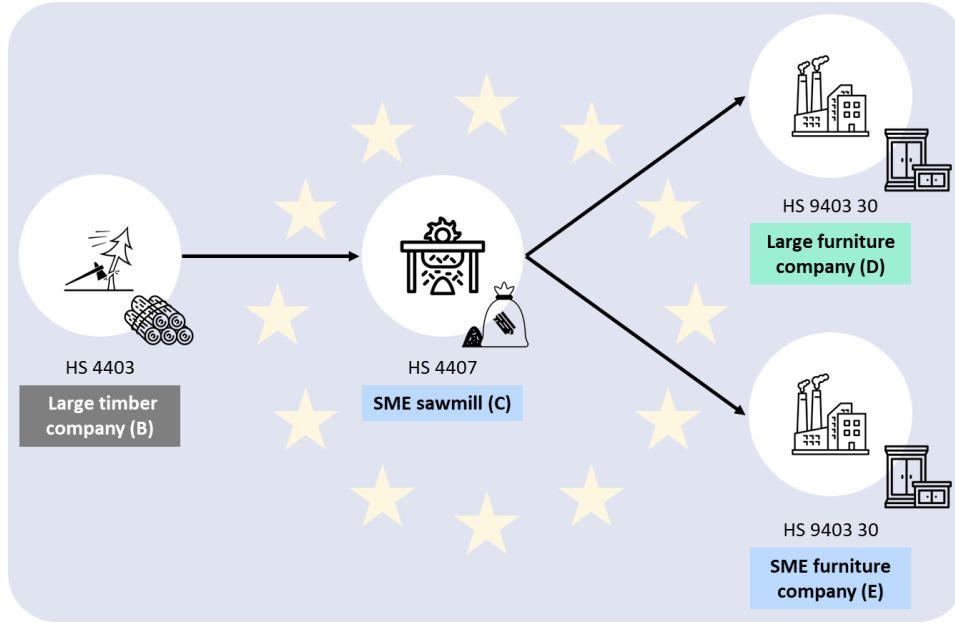 HS 4403
Large timber
company (B)
HS 4407
SME sawmill (C)
HS 9403 30
Large furniture
company (D)
HS 9403 30
SME furniture
company (E)